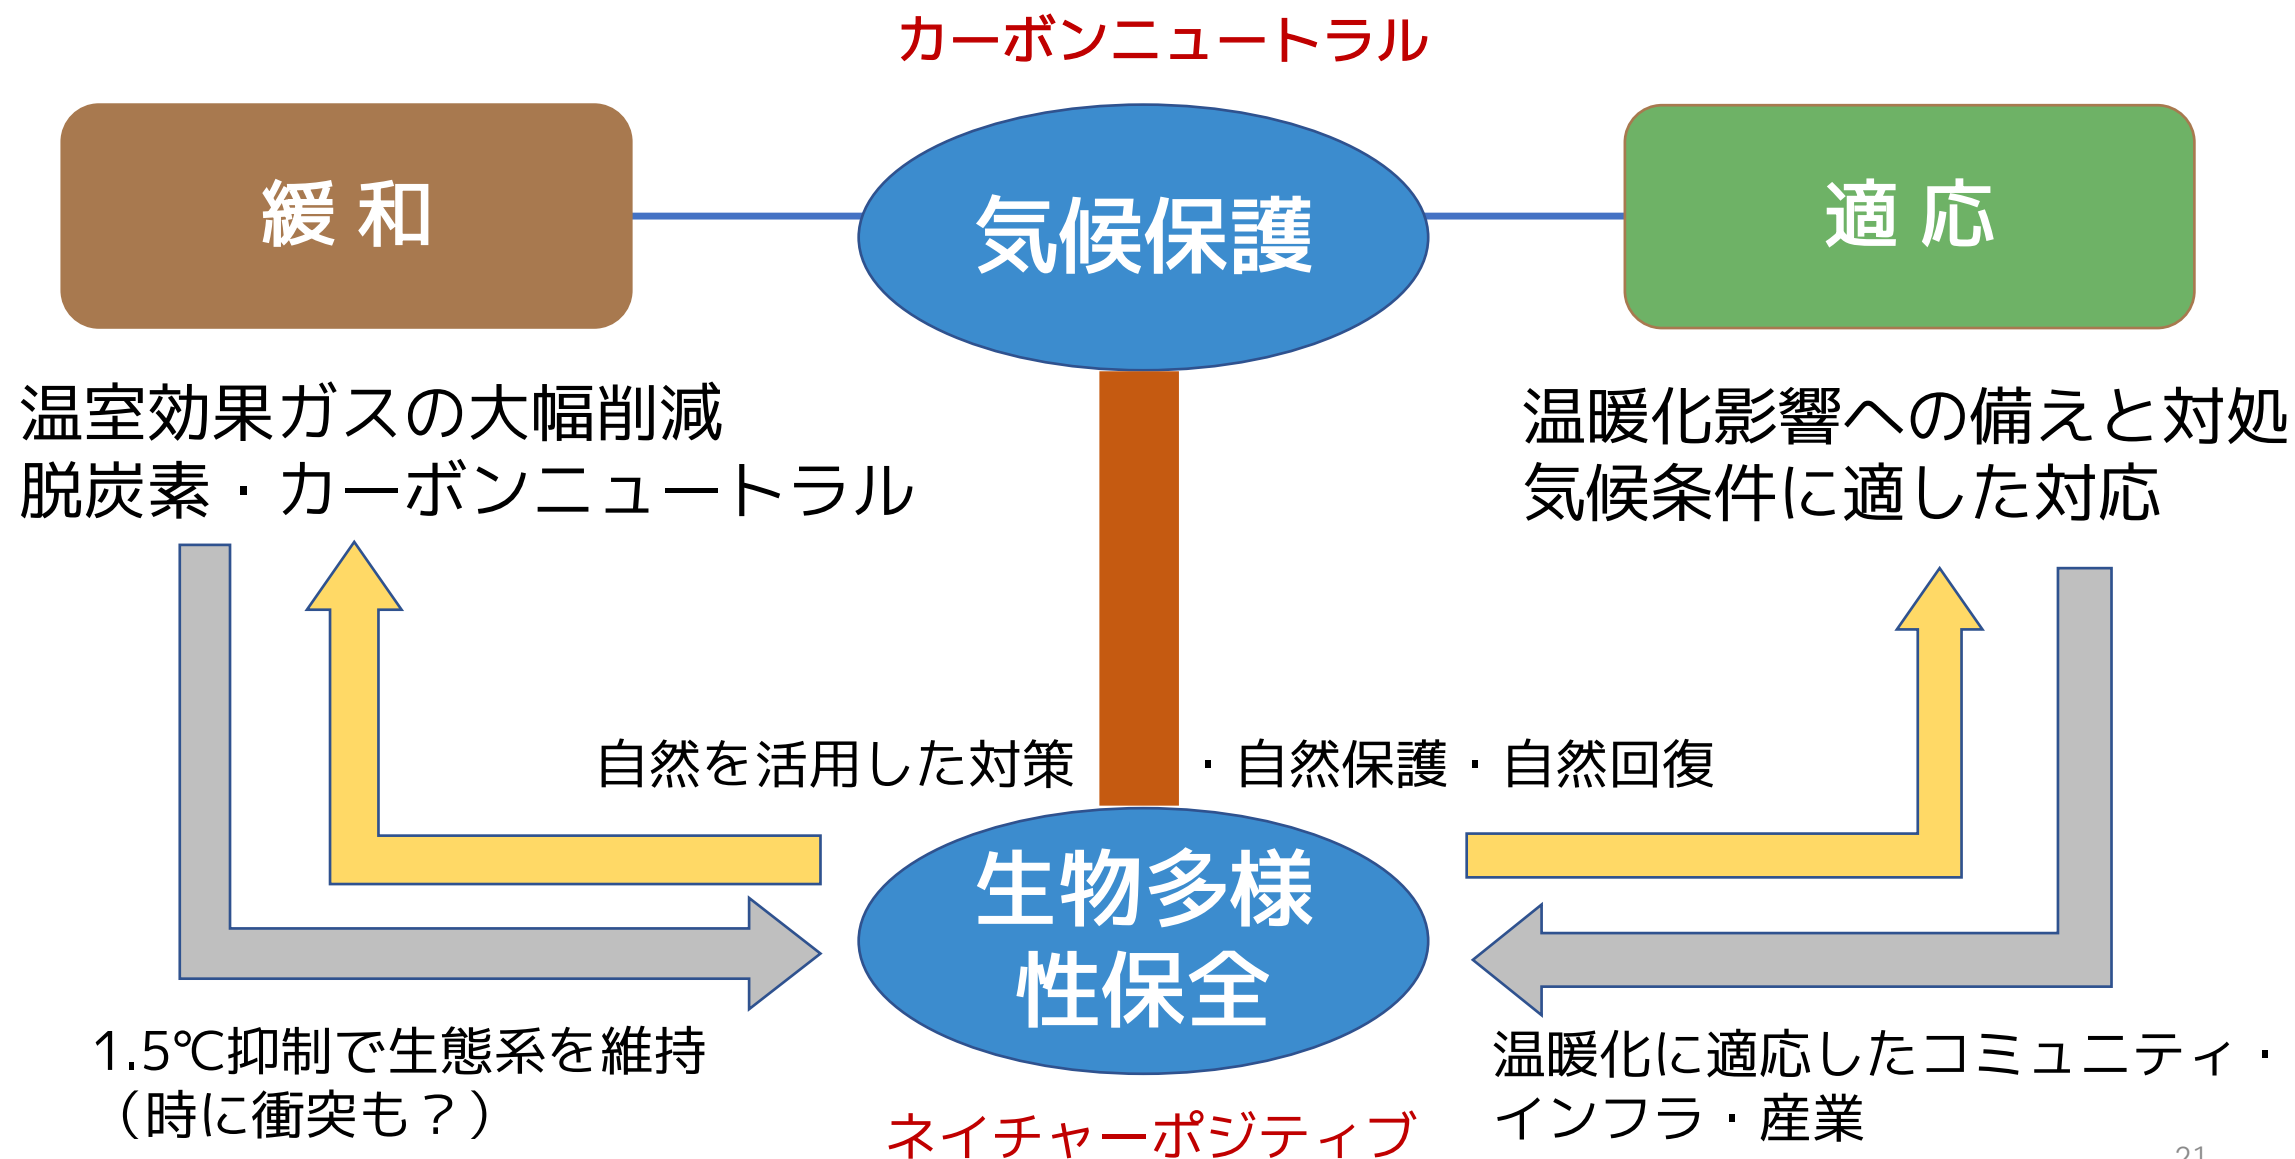 カーボンニュートラル
緩 和
気候保護
適 応
温室効果ガスの大幅削減
脱炭素・カーボンニュートラル
温暖化影響への備えと対処
気候条件に適した対応
自然を活用した対策
・自然保護・自然回復
生物多様
性保全
1.5℃抑制で生態系を維持
（時に衝突も？）
温暖化に適応したコミュニティ・
インフラ・産業
ネイチャーポジティブ
21